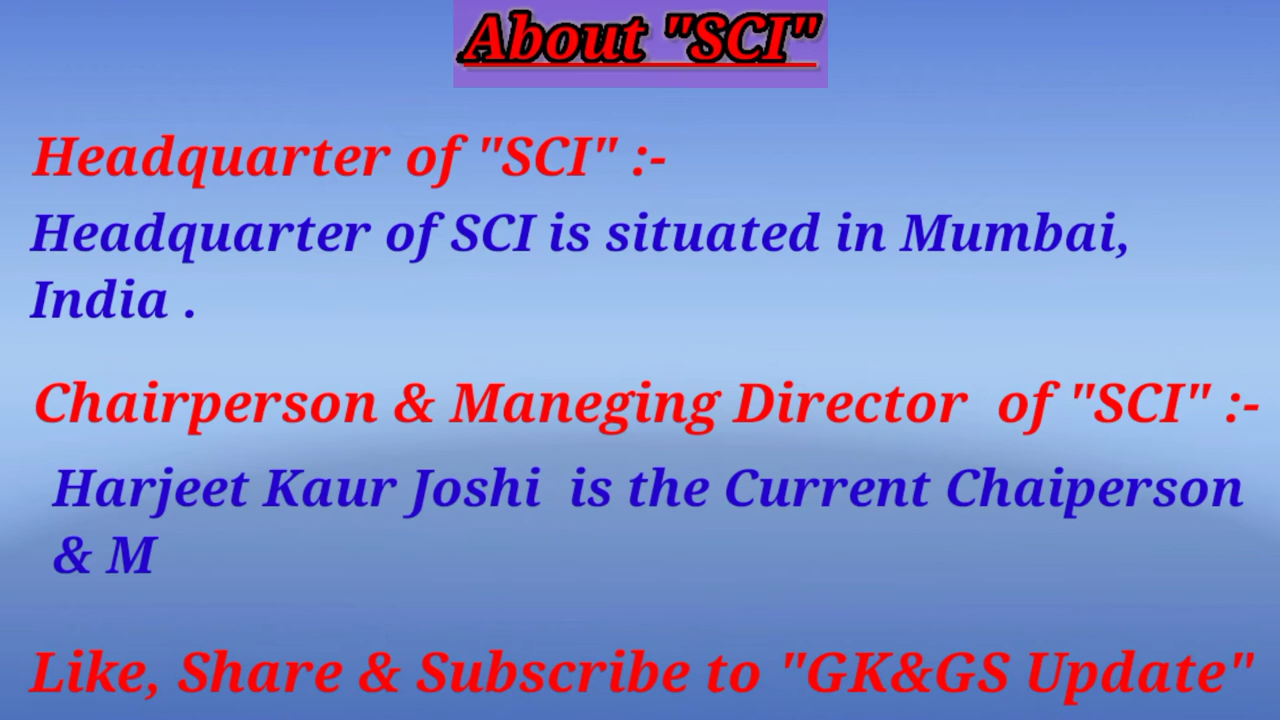 About "SCI"
Headquarter of "SCI" :-
Headquarter of SCI is situated in Mumbai,
India .
Chairperson & Maneging Director of "SCI" :-
Harjeet Kaur Joshi is the Current Chaiperson
& M
Like, Share & Subscribe to "GK&GS Update"